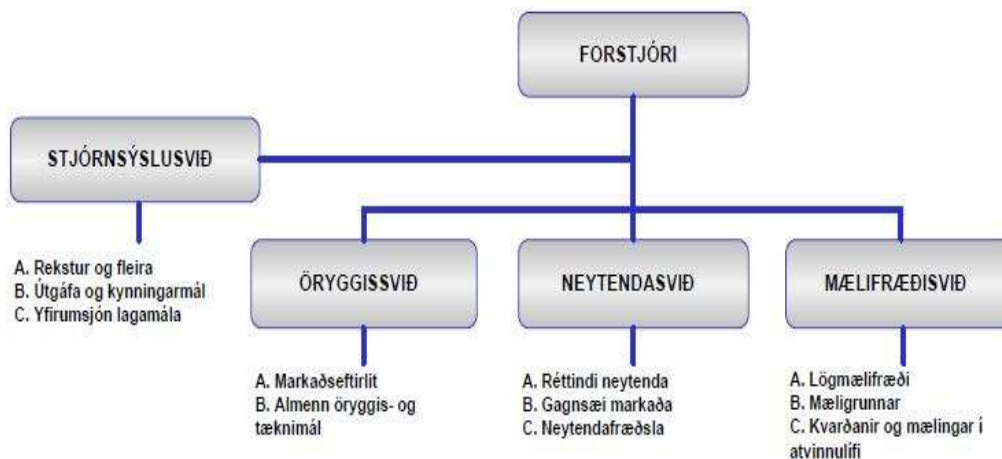 FORSTJÓRI
STJÓRNSÝSLUSVIÐ
A. Rekstur og fleira
B. Útgáfa og kynningarmál
C. Yfirumsjón lagamála
ÖRYGGISSVIÐ
NEYTENDASVIÐ
MÆLIFRÆÐISVIÐ
A. Markaðseftirlit
B. Almenn öryggis- og
tæknimál
A. Réttindi neytenda
B. Gagnsæi markaða
C. Neytendafræðsla
A. Lögmælifræði
B. Mæligrunnar
C. Kvarðanir og mælingar í
atvinnulífi